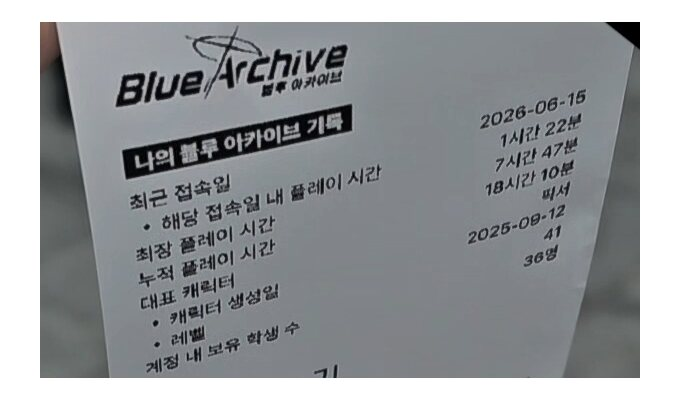 Blue Archive
블루 아카이브
나의 블루 아카이브 기록
최근 접속일 2026-06-15
• 해당 접속일 내 플레이 시간 1시간 22분
최장 플레이 시간 7시간 47분
누적 플레이 시간 18시간 10분
대표 캐릭터 떡서
• 캐릭터 생성일 2025-09-12
• 레벨 41
계정 내 보유 학생 수 36명